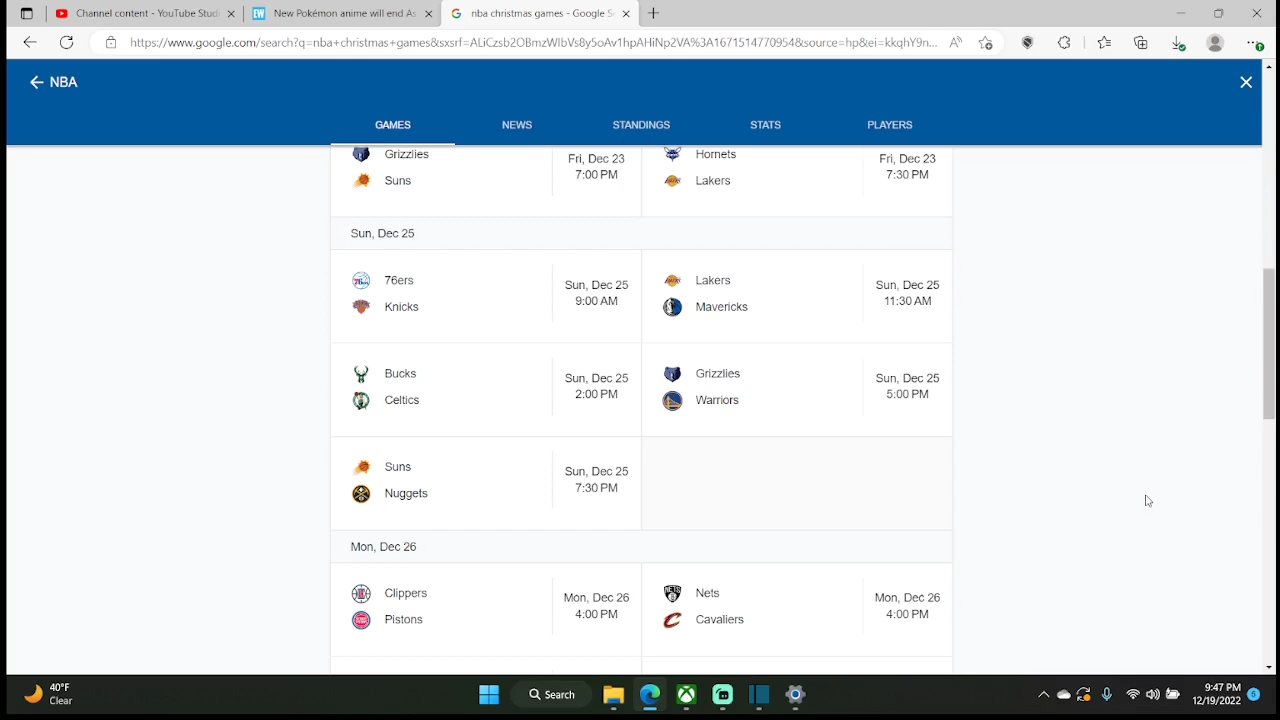 Channel content - YouTube Stud
New Pokémon anime will end As
nba christmas games - Google Se
https://www.google.com/search?q=nba+christmas+games&sxsrf=ALiCzsb2OBmzWIbVs8y5oAv1hpAHiNp2VA%3A1671514770954&source=hp&ei=kkqhY9n...
NBA
GAMES
NEWS
STANDINGS
STATS
PLAYERS
Grizzlies
Suns
Fri, Dec 23
7:00 PM
Hornets
Lakers
Fri, Dec 23
7:30 PM
Sun, Dec 25
76ers
Knicks
Sun, Dec 25
9:00 AM
Lakers
Mavericks
Sun, Dec 25
11:30 AM
Bucks
Celtics
Sun, Dec 25
2:00 PM
Grizzlies
Warriors
Sun, Dec 25
5:00 PM
Suns
Nuggets
Sun, Dec 25
7:30 PM
Mon, Dec 26
Clippers
Pistons
Mon, Dec 26
4:00 PM
Nets
Cavaliers
Mon, Dec 26
4:00 PM
40°F
Clear
Search
9:47 PM
12/19/2022
6